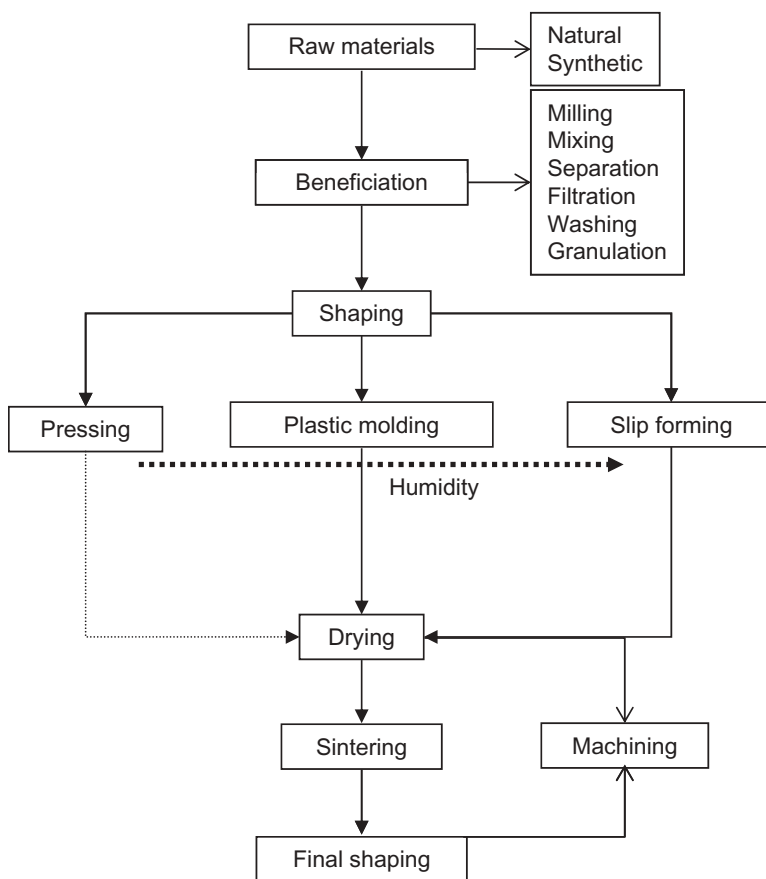 Raw materials
Natural
Synthetic
Beneficiation
Milling
Mixing
Separation
Filtration
Washing
Granulation
Shaping
Pressing
Plastic molding
Slip forming
Humidity
Drying
Sintering
Machining
Final shaping